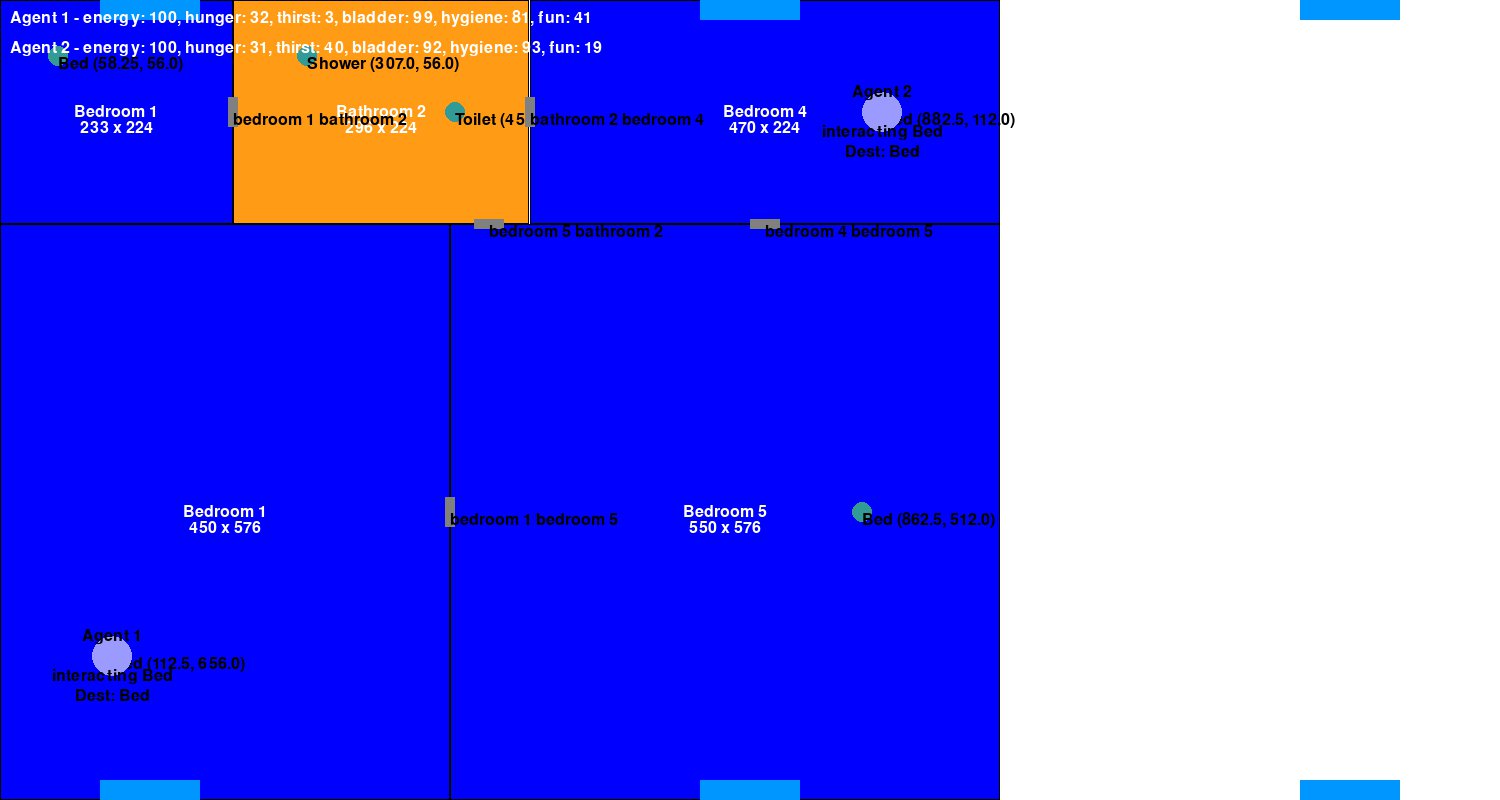 Agent 1 - energy: 100, hunger: 32, thirst: 3, bladder: 99, hygiene: 81, fun: 41
Agent 2 - energy: 100, hunger: 31, thirst: 40, bladder: 92, hygiene: 93, fun: 19
Bed (58.25, 56.0)
Shower (307.0, 56.0)
Agent 2
Bedroom 1
233 x 224
Bathroom 2
296 x 224
Bedroom 4
470 x 224
bedroom 1 bathroom 2
Toilet (45
bathroom 2 bedroom 4
d (882.5, 112.0)
interacting Bed
Dest: Bed
bedroom 5 bathroom 2
bedroom 4 bedroom 5
Bedroom 1
450 x 576
Bedroom 5
550 x 576
bedroom 1 bedroom 5
Bed (862.5, 512.0)
Agent 1
d (112.5, 656.0)
interacting Bed
Dest: Bed